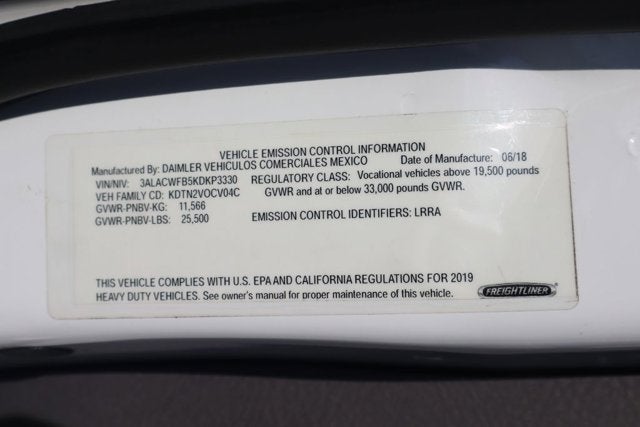 VEHICLE EMISSION CONTROL INFORMATION
Manufactured By: DAIMLER VEHICULOS COMERCIALES MEXICO Date of Manufacture: 06/18
VIN/NIV: 3ALACWFB5KDKP3330 REGULATORY CLASS: Vocational vehicles above 19,500 pounds
VEH FAMILY CD: KDTN2VOCV04C GVWR and at or below 33,000 pounds GVWR.
GVWR-PNBV-KG: 11,566
GVWR-PNBV-LBS: 25,500 EMISSION CONTROL IDENTIFIERS: LRRA
THIS VEHICLE COMPLIES WITH U.S. EPA AND CALIFORNIA REGULATIONS FOR 2019
HEAVY DUTY VEHICLES. See owner's manual for proper maintenance of this vehicle.
FREIGHTLINER